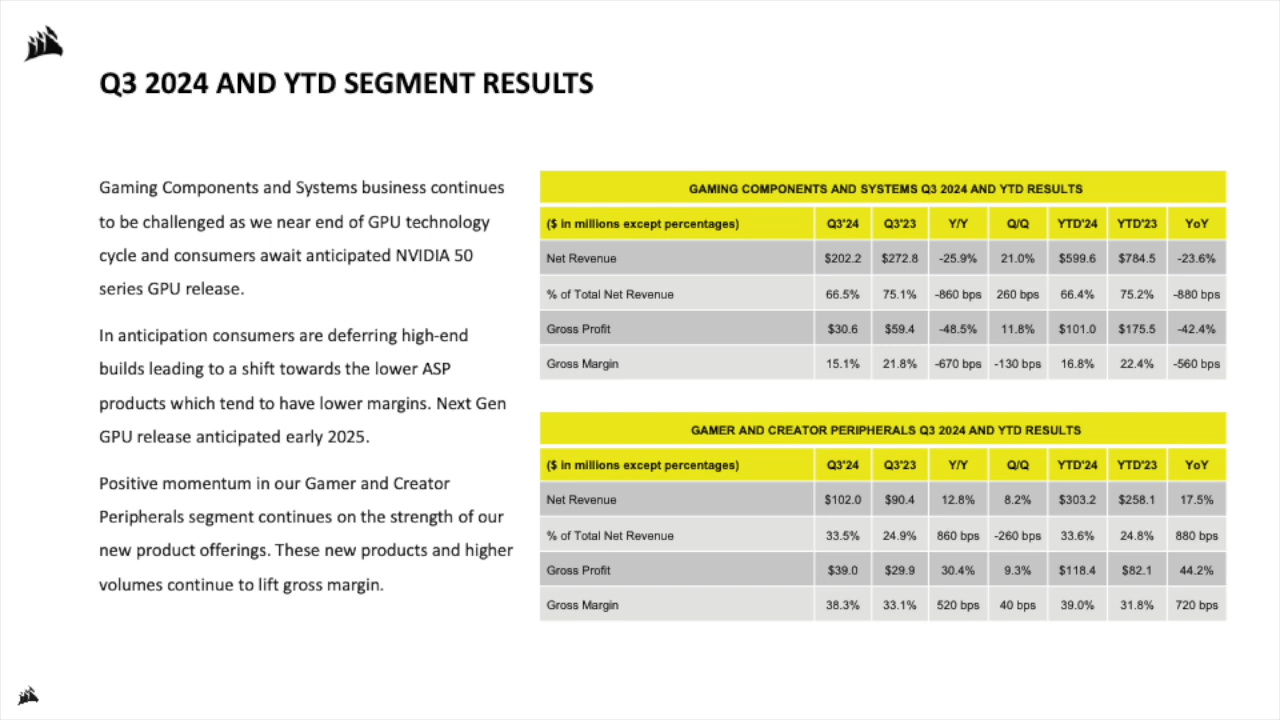 Q3 2024 AND YTD SEGMENT RESULTS
Gaming Components and Systems business continues
to be challenged as we near end of GPU technology
cycle and consumers await anticipated NVIDIA 50
series GPU release.
In anticipation consumers are deferring high-end
builds leading to a shift towards the lower ASP
products which tend to have lower margins. Next Gen
GPU release anticipated early 2025.
Positive momentum in our Gamer and Creator
Peripherals segment continues on the strength of our
new product offerings. These new products and higher
volumes continue to lift gross margin.
GAMING COMPONENTS AND SYSTEMS Q3 2024 AND YTD RESULTS
($ in millions except percentages) Q3'24 Q3'23 Y/Y Q/Q YTD'24 YTD'23 YoY
Net Revenue $202.2 $272.8 -25.9% 21.0% $599.6 $784.5 -23.6%
% of Total Net Revenue 66.5% 75.1% -860 bps 260 bps 66.4% 75.2% -880 bps
Gross Profit $30.6 $59.4 -48.5% 11.8% $101.0 $175.5 -42.4%
Gross Margin 15.1% 21.8% -670 bps -130 bps 16.8% 22.4% -560 bps
GAMER AND CREATOR PERIPHERALS Q3 2024 AND YTD RESULTS
($ in millions except percentages) Q3'24 Q3'23 Y/Y Q/Q YTD'24 YTD'23 YoY
Net Revenue $102.0 $90.4 12.8% 8.2% $303.2 $258.1 17.5%
% of Total Net Revenue 33.5% 24.9% 860 bps -260 bps 33.6% 24.8% 880 bps
Gross Profit $39.0 $29.9 30.4% 9.3% $118.4 $82.1 44.2%
Gross Margin 38.3% 33.1% 520 bps 40 bps 39.0% 31.8% 720 bps